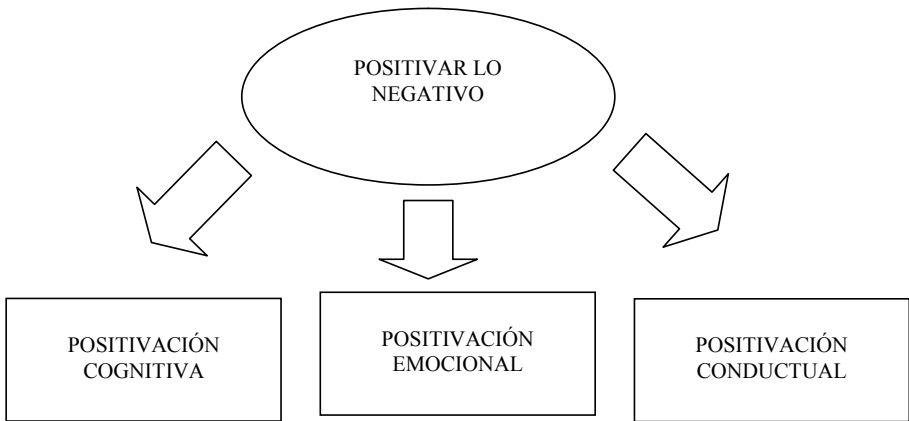 POSITIVAR LO
NEGATIVO
POSITIVACIÓN
COGNITIVA
POSITIVACIÓN
EMOCIONAL
POSITIVACIÓN
CONDUCTUAL